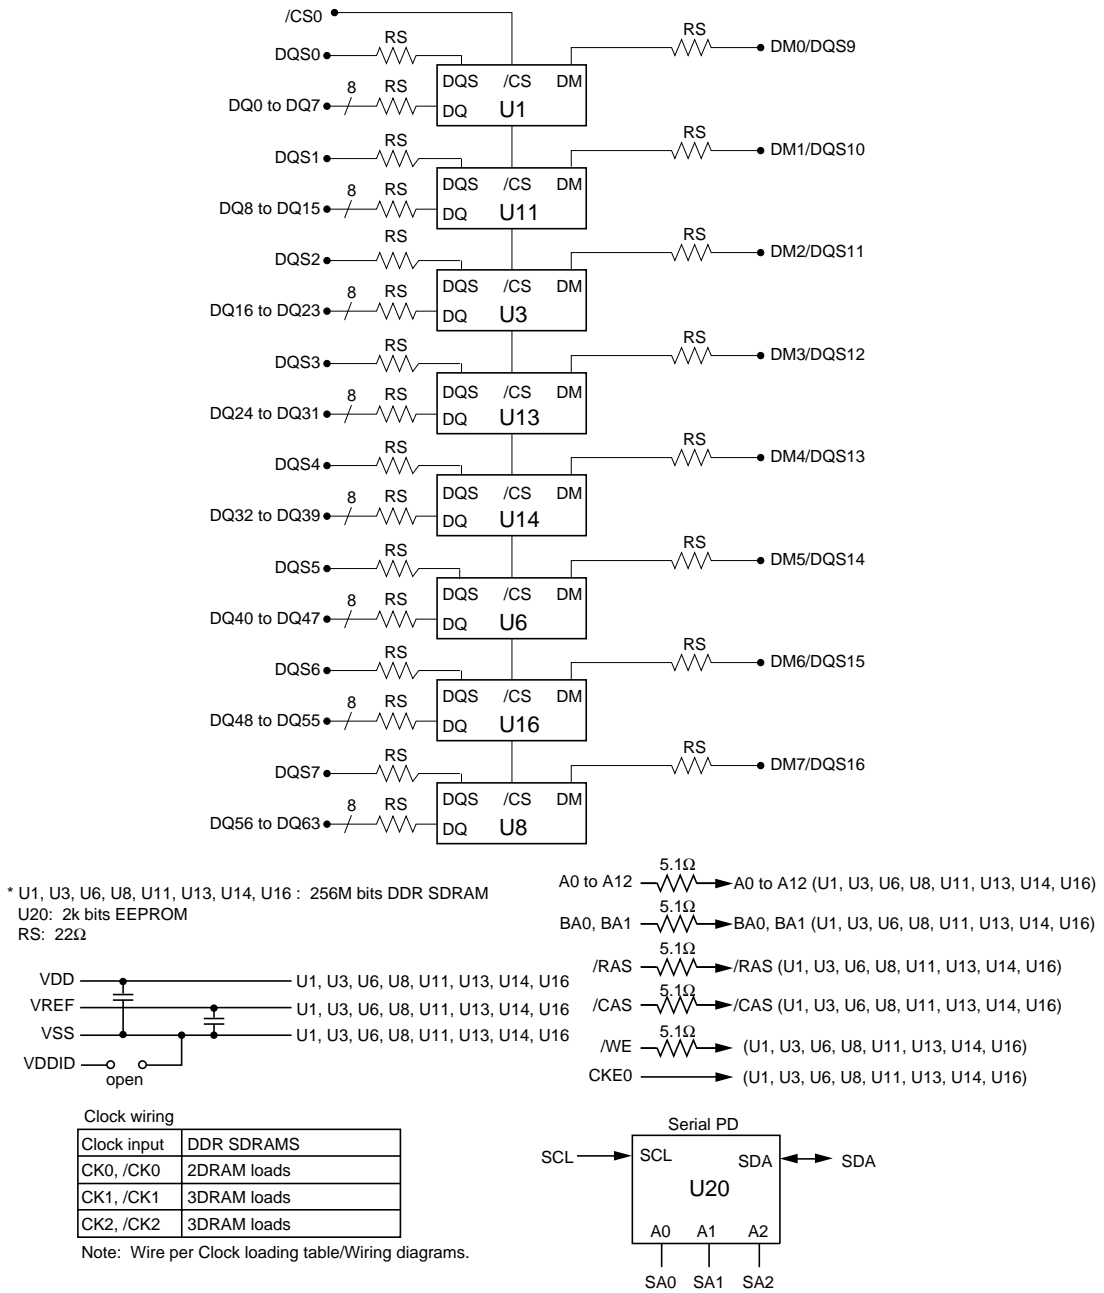 /CS0
RS
RS
DQS0
DM0/DQS9
DQS /CS DM
8 RS
DQ0 to DQ7
DQ U1
RS
RS
DQS1
DM1/DQS10
DQS /CS DM
8 RS
DQ8 to DQ15
DQ U11
RS
RS
DQS2
DM2/DQS11
DQS /CS DM
8 RS
DQ16 to DQ23
DQ U3
RS
RS
DQS3
DM3/DQS12
DQS /CS DM
8 RS
DQ24 to DQ31
DQ U13
RS
RS
DQS4
DM4/DQS13
DQS /CS DM
8 RS
DQ32 to DQ39
DQ U14
RS
RS
DQS5
DM5/DQS14
DQS /CS DM
8 RS
DQ40 to DQ47
DQ U6
RS
RS
DQS6
DM6/DQS15
DQS /CS DM
8 RS
DQ48 to DQ55
DQ U16
RS
RS
DQS7
DM7/DQS16
DQS /CS DM
8 RS
DQ56 to DQ63
DQ U8
* U1, U3, U6, U8, U11, U13, U14, U16 : 256M bits DDR SDRAM
U20: 2k bits EEPROM
RS: 22Ω
VDD U1, U3, U6, U8, U11, U13, U14, U16
VREF U1, U3, U6, U8, U11, U13, U14, U16
VSS U1, U3, U6, U8, U11, U13, U14, U16
VDDID
open
5.1Ω
A0 to A12 A0 to A12 (U1, U3, U6, U8, U11, U13, U14, U16)
5.1Ω
BA0, BA1 BA0, BA1 (U1, U3, U6, U8, U11, U13, U14, U16)
5.1Ω
/RAS /RAS (U1, U3, U6, U8, U11, U13, U14, U16)
5.1Ω
/CAS /CAS (U1, U3, U6, U8, U11, U13, U14, U16)
5.1Ω
/WE (U1, U3, U6, U8, U11, U13, U14, U16)
CKE0 (U1, U3, U6, U8, U11, U13, U14, U16)
Clock wiring
Clock input DDR SDRAMS
CK0, /CK0 2DRAM loads
CK1, /CK1 3DRAM loads
CK2, /CK2 3DRAM loads
Note: Wire per Clock loading table/Wiring diagrams.
Serial PD
SCL SCL SDA SDA
U20
A0 A1 A2
SA0 SA1 SA2